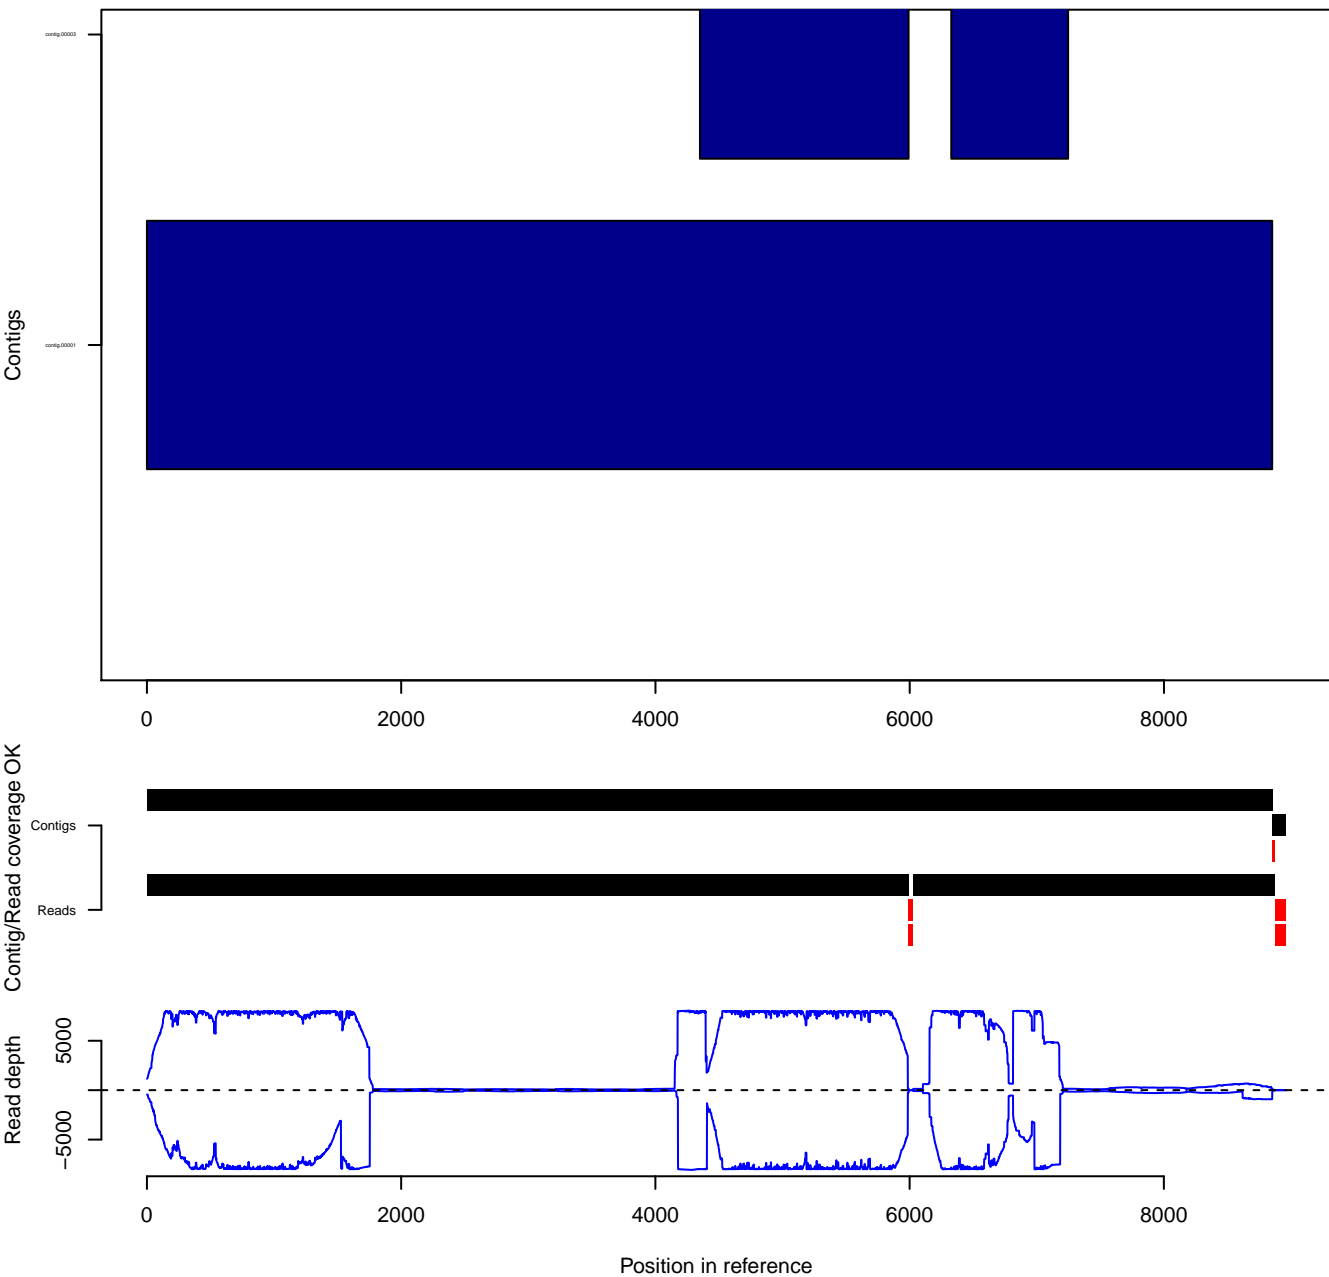 contig.00003
contig.00001
Contigs
0 2000 4000 6000 8000
Contig/Read coverage OK
Contigs
Reads
Read depth
5000
−5000
0 2000 4000 6000 8000
Position in reference